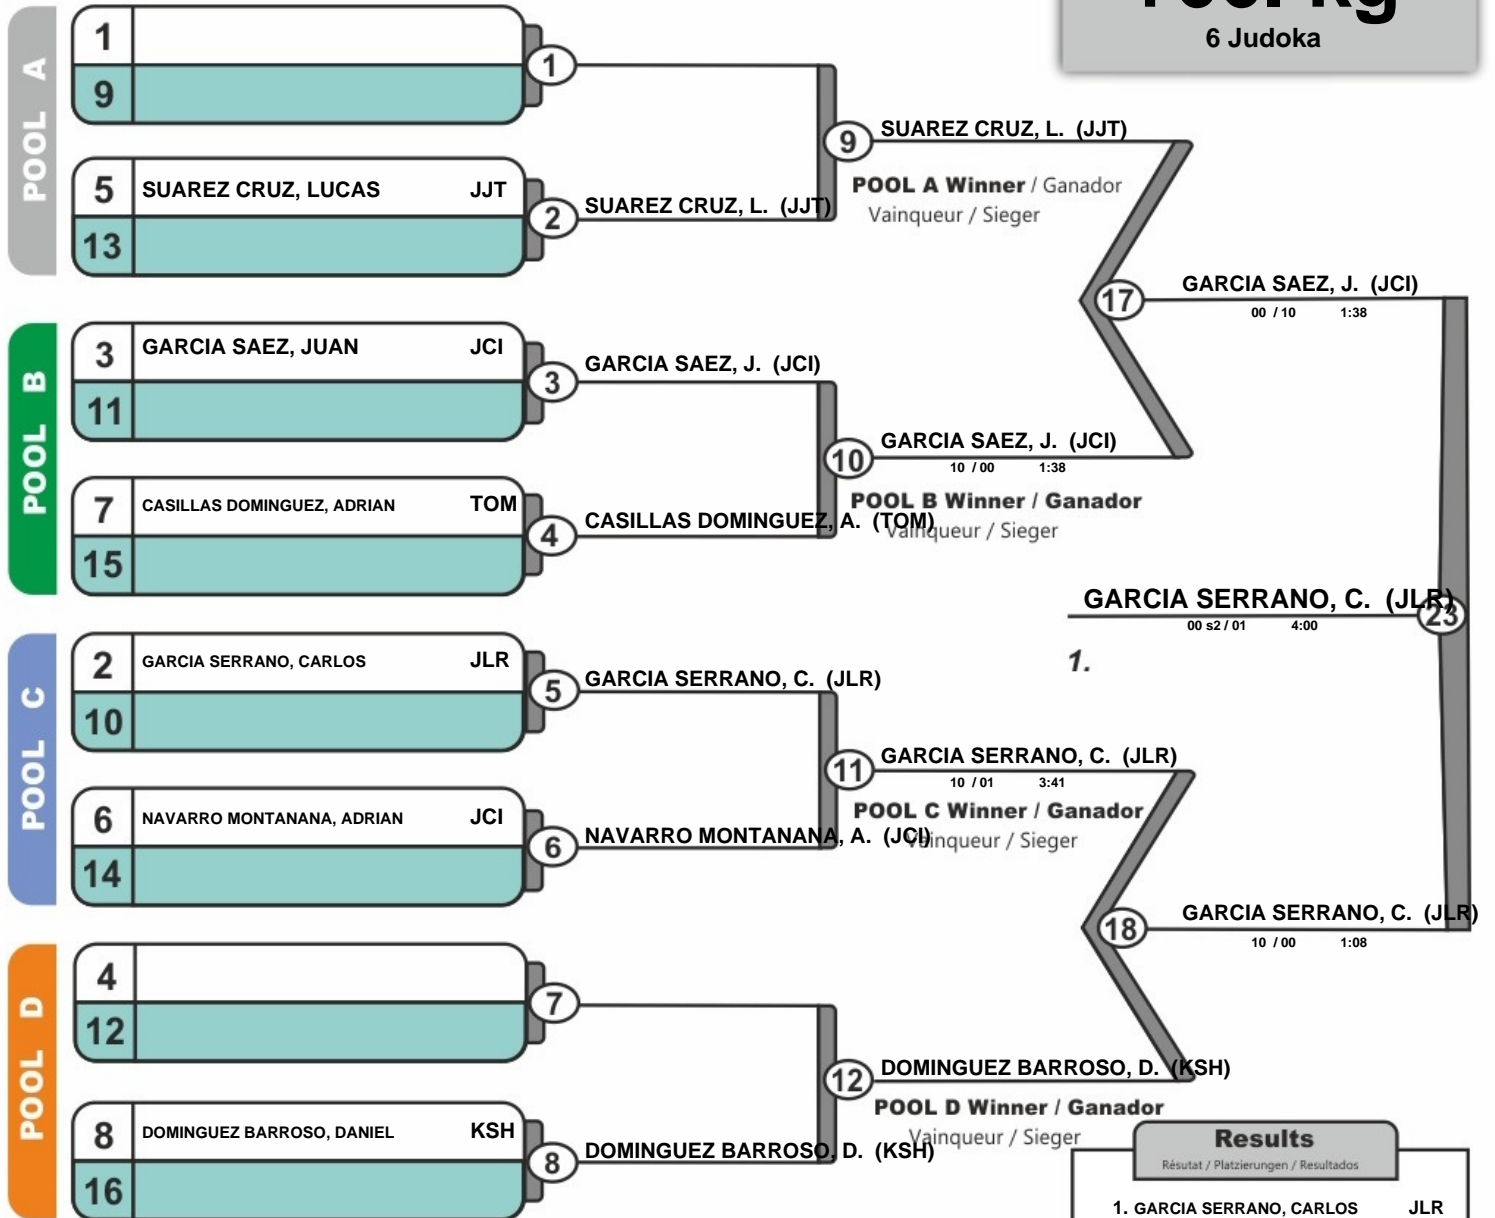 6 Judoka
POOL A
1
9
1
5 SUAREZ CRUZ, LUCAS JJT
13
2
SUAREZ CRUZ, L. (JJT)
9
SUAREZ CRUZ, L. (JJT)
POOL A Winner / Ganador
Vainqueur / Sieger
17
GARCIA SAEZ, J. (JCI)
00 / 10 1:38
POOL B
3 GARCIA SAEZ, JUAN JCI
11
3
GARCIA SAEZ, J. (JCI)
7 CASILLAS DOMINGUEZ, ADRIAN TOM
15
4
CASILLAS DOMINGUEZ, A. (TOM)
10
GARCIA SAEZ, J. (JCI)
10 / 00 1:38
POOL B Winner / Ganador
Vainqueur / Sieger
GARCIA SERRANO, C. (JLR)
23
00 s2 / 01 4:00
1.
POOL C
2 GARCIA SERRANO, CARLOS JLR
10
5
GARCIA SERRANO, C. (JLR)
6 NAVARRO MONTANANA, ADRIAN JCI
14
6
NAVARRO MONTANANA, A. (JCI)
11
GARCIA SERRANO, C. (JLR)
10 / 01 3:41
POOL C Winner / Ganador
Vainqueur / Sieger
18
GARCIA SERRANO, C. (JLR)
10 / 00 1:08
POOL D
4
12
7
8 DOMINGUEZ BARROSO, DANIEL KSH
16
8
DOMINGUEZ BARROSO, D. (KSH)
12
DOMINGUEZ BARROSO, D. (KSH)
POOL D Winner / Ganador
Vainqueur / Sieger
Results
Résutat / Platzierungen / Resultados
1. GARCIA SERRANO, CARLOS JLR